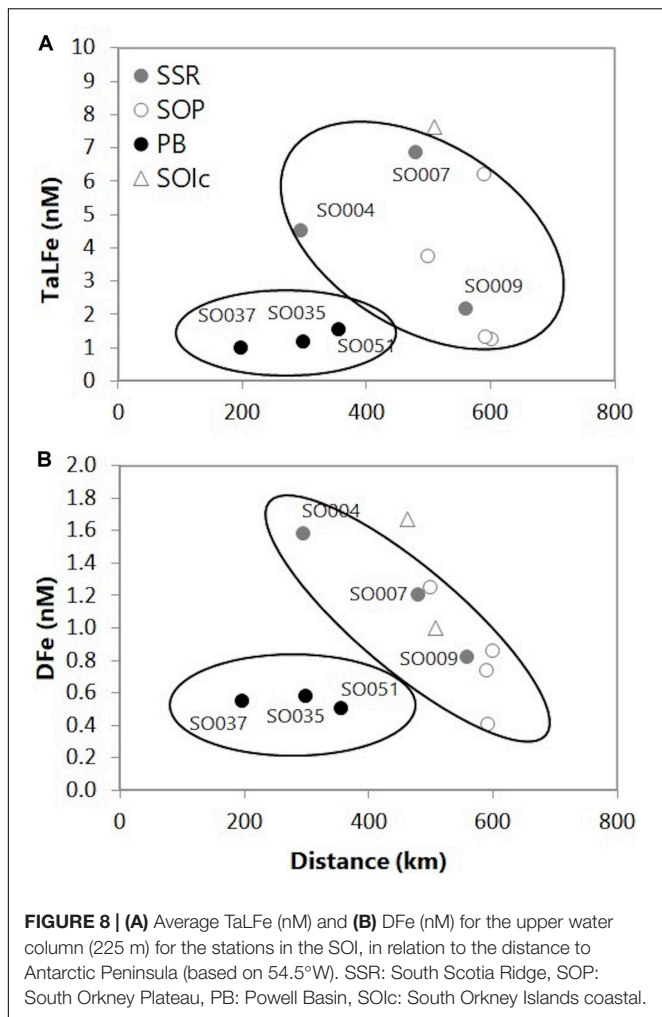 A
TaLFe (nM)
10
9
8
7
6
5
4
3
2
1
0
SSR
SOP
PB
SOIc
SO007
SO004
SO009
SO037
SO035
SO051
0 200 400 600 800
B
DFe (nM)
2.0
1.8
1.6
1.4
1.2
1.0
0.8
0.6
0.4
0.2
0.0
SO004
SO007
SO009
SO051
SO037
SO035
0 200 400 600 800
Distance (km)
FIGURE 8 | (A) Average TaLFe (nM) and (B) DFe (nM) for the upper water
column (225 m) for the stations in the SOI, in relation to the distance to
Antarctic Peninsula (based on 54.5°W). SSR: South Scotia Ridge, SOP:
South Orkney Plateau, PB: Powell Basin, SOIc: South Orkney Islands coastal.